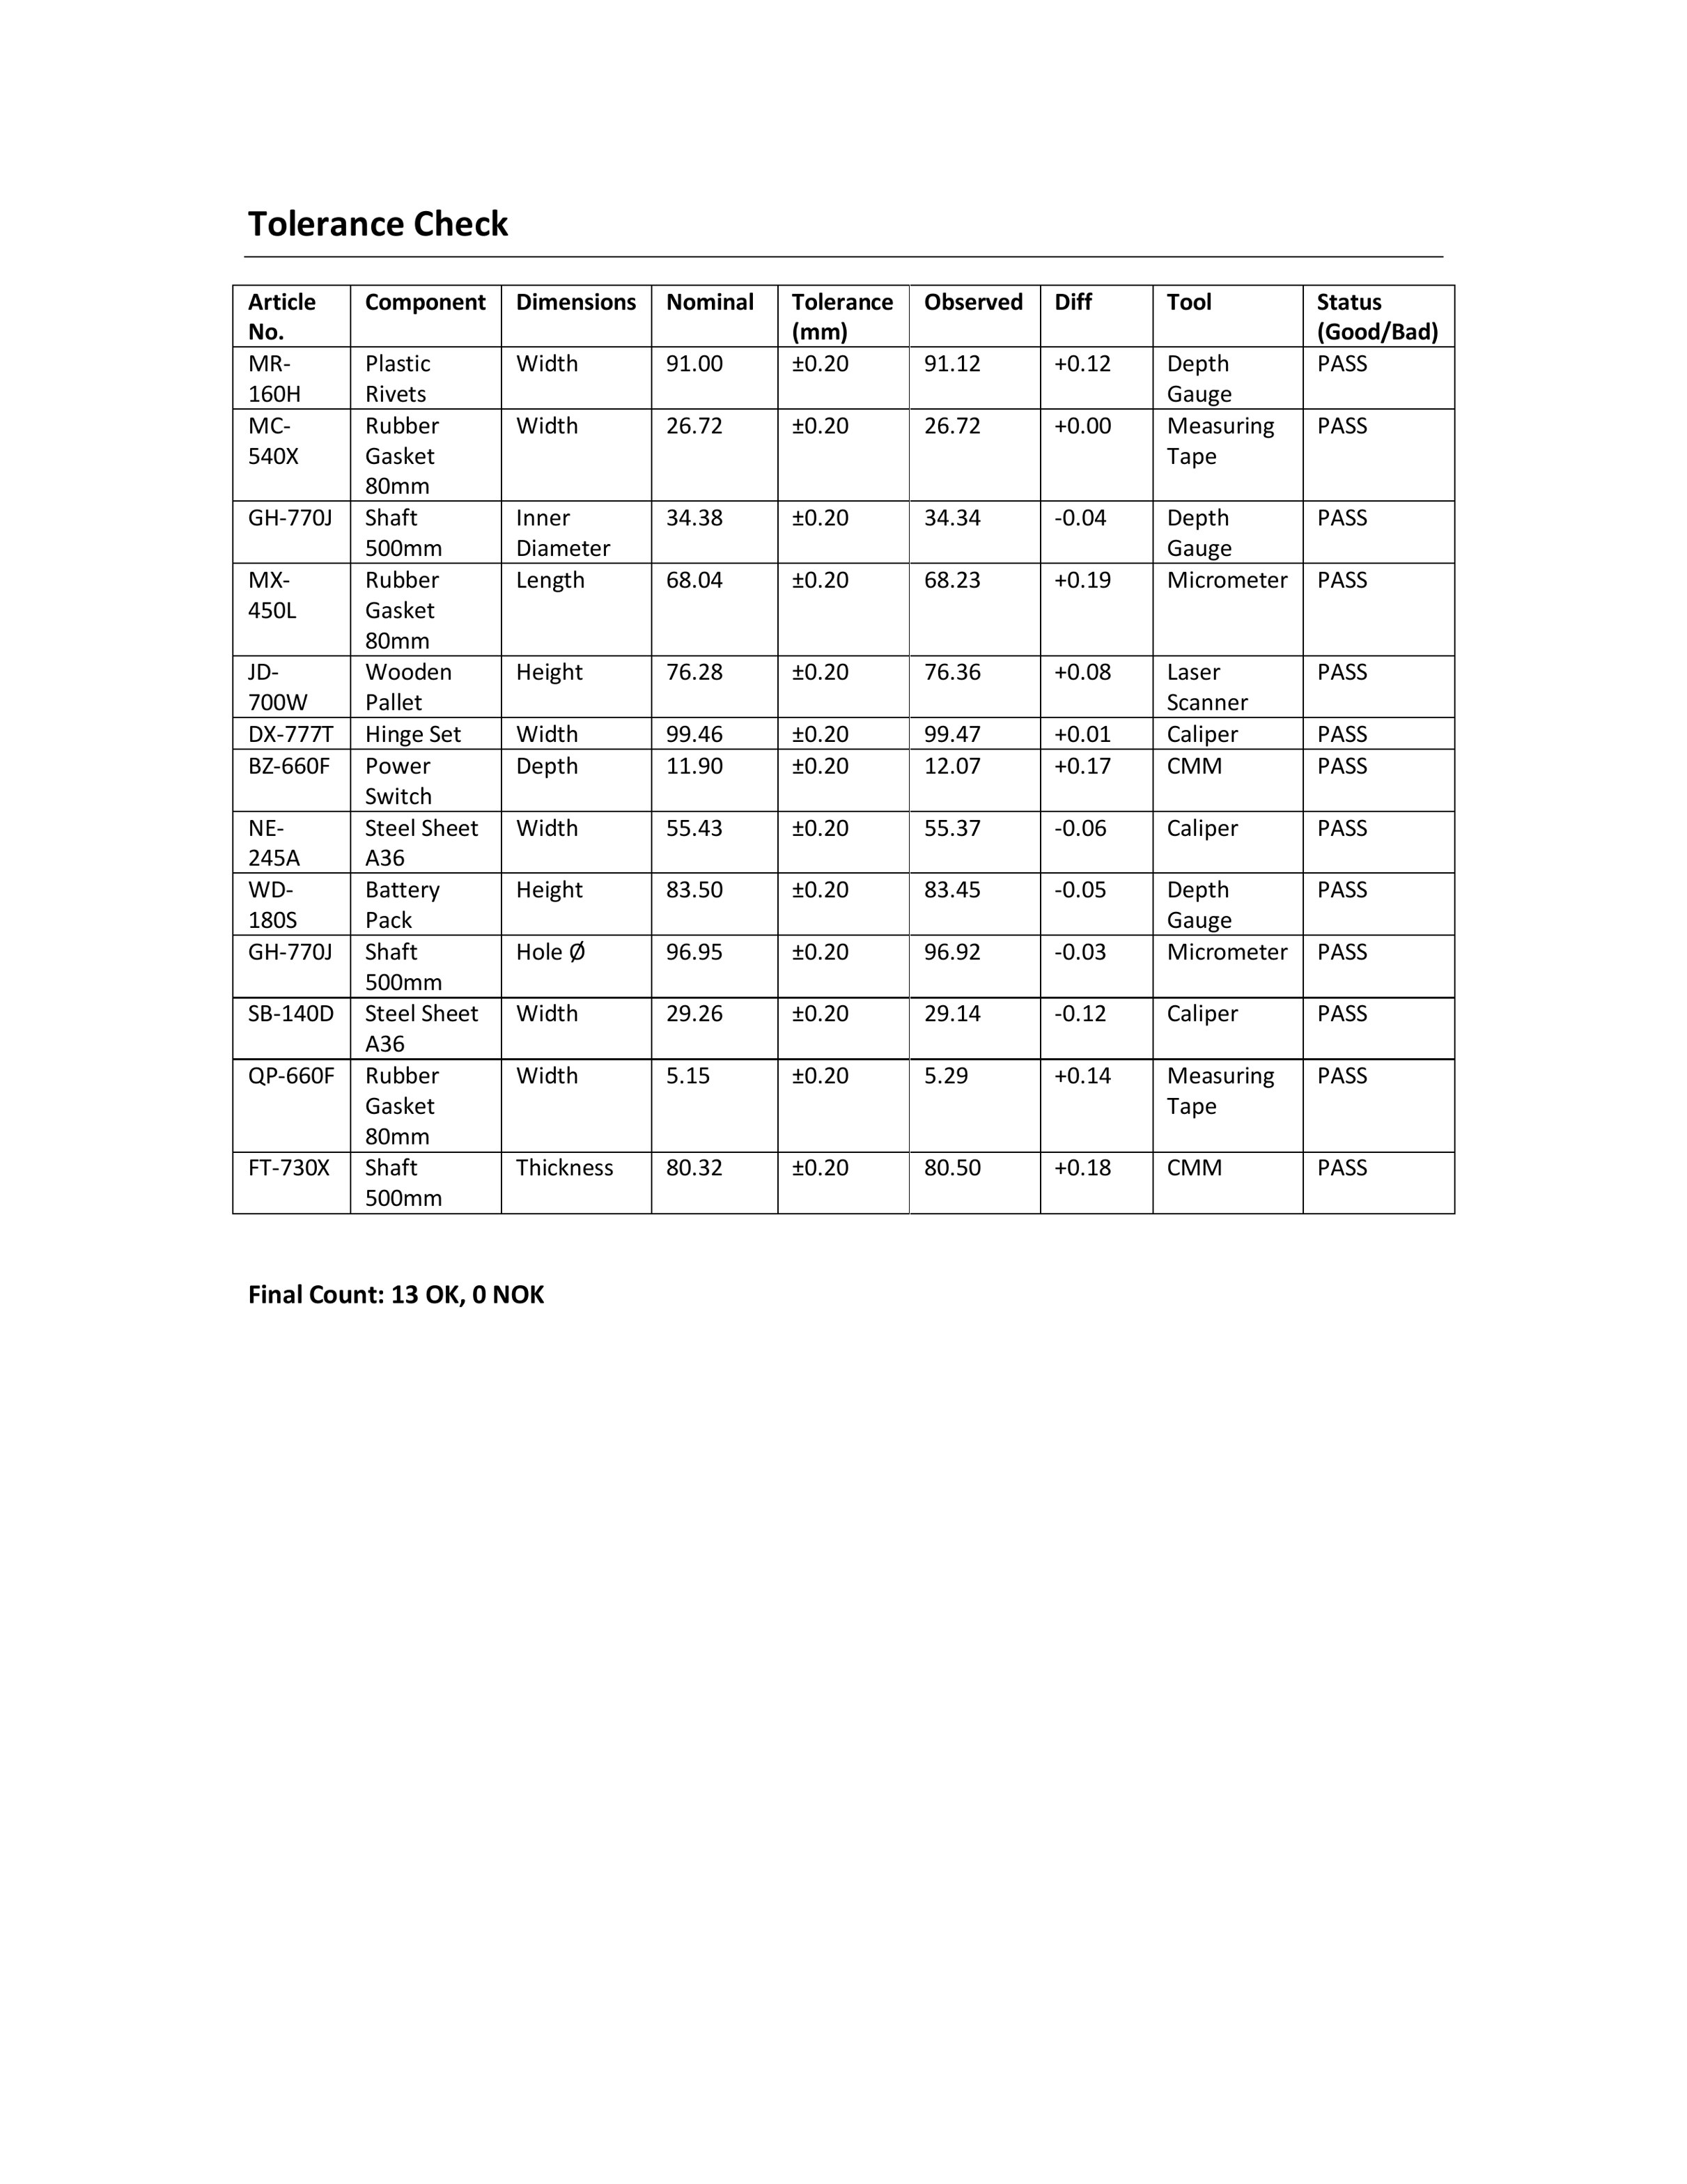 Tolerance Check
Article No. Component Dimensions Nominal Tolerance (mm) Observed Diff Tool Status (Good/Bad)
MR-160H Plastic Rivets Width 91.00 ±0.20 91.12 +0.12 Depth Gauge PASS
MC-540X Rubber Gasket 80mm Width 26.72 ±0.20 26.72 +0.00 Measuring Tape PASS
GH-770J Shaft 500mm Inner Diameter 34.38 ±0.20 34.34 -0.04 Depth Gauge PASS
MX-450L Rubber Gasket 80mm Length 68.04 ±0.20 68.23 +0.19 Micrometer PASS
JD-700W Wooden Pallet Height 76.28 ±0.20 76.36 +0.08 Laser Scanner PASS
DX-777T Hinge Set Width 99.46 ±0.20 99.47 +0.01 Caliper PASS
BZ-660F Power Switch Depth 11.90 ±0.20 12.07 +0.17 CMM PASS
NE-245A Steel Sheet A36 Width 55.43 ±0.20 55.37 -0.06 Caliper PASS
WD-180S Battery Pack Height 83.50 ±0.20 83.45 -0.05 Depth Gauge PASS
GH-770J Shaft 500mm Hole Ø 96.95 ±0.20 96.92 -0.03 Micrometer PASS
SB-140D Steel Sheet A36 Width 29.26 ±0.20 29.14 -0.12 Caliper PASS
QP-660F Rubber Gasket 80mm Width 5.15 ±0.20 5.29 +0.14 Measuring Tape PASS
FT-730X Shaft 500mm Thickness 80.32 ±0.20 80.50 +0.18 CMM PASS
Final Count: 13 OK, 0 NOK